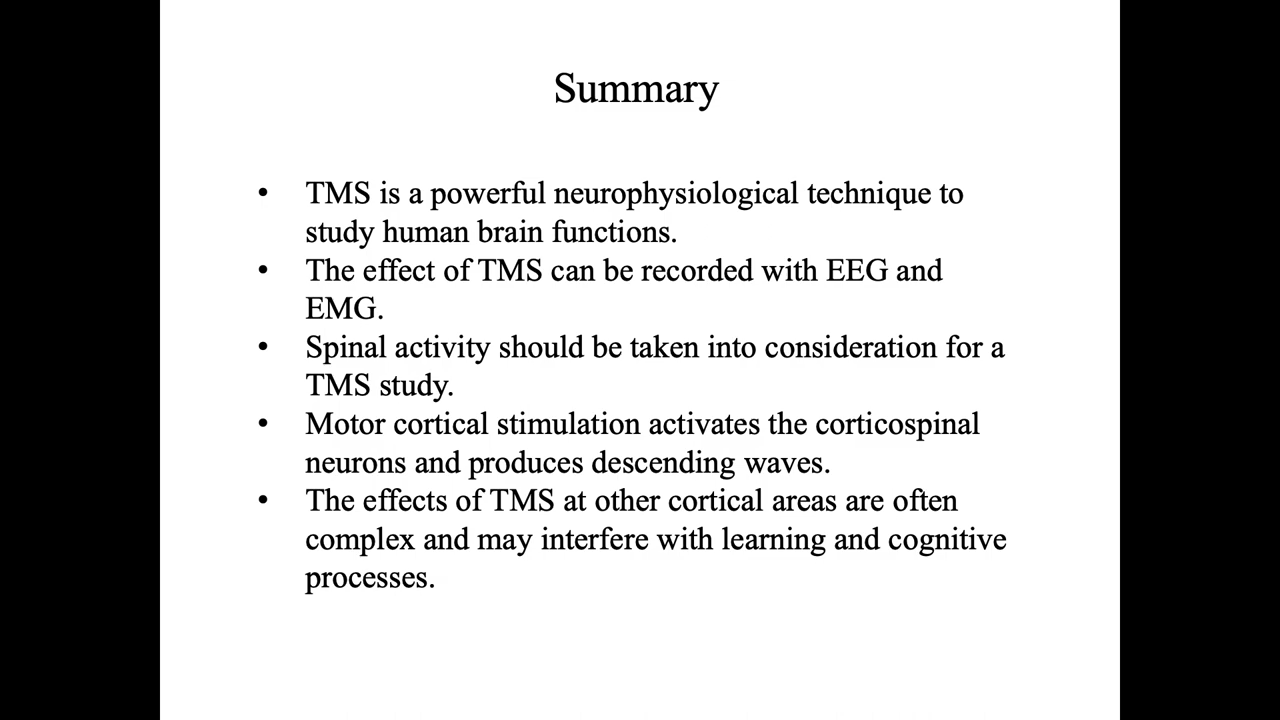 Summary
• TMS is a powerful neurophysiological technique to
study human brain functions.
• The effect of TMS can be recorded with EEG and
EMG.
• Spinal activity should be taken into consideration for a
TMS study.
• Motor cortical stimulation activates the corticospinal
neurons and produces descending waves.
• The effects of TMS at other cortical areas are often
complex and may interfere with learning and cognitive
processes.